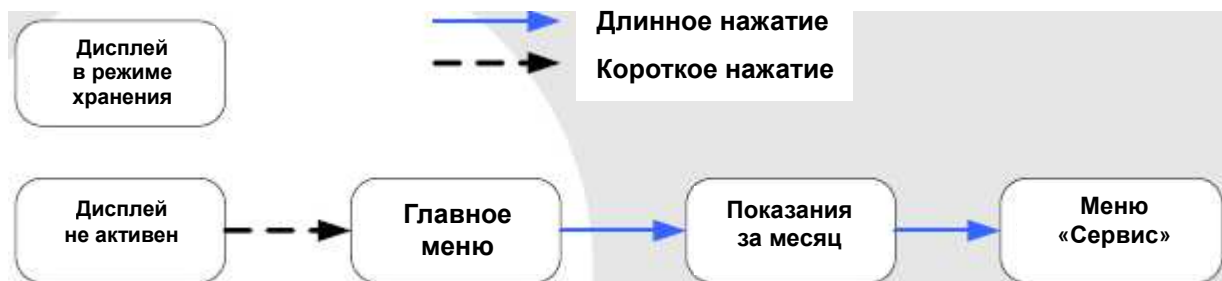 Длинное нажатие
Короткое нажатие
Дисплей
в режиме
хранения
Дисплей
не активен
Главное
меню
Показания
за месяц
Меню
«Сервис»